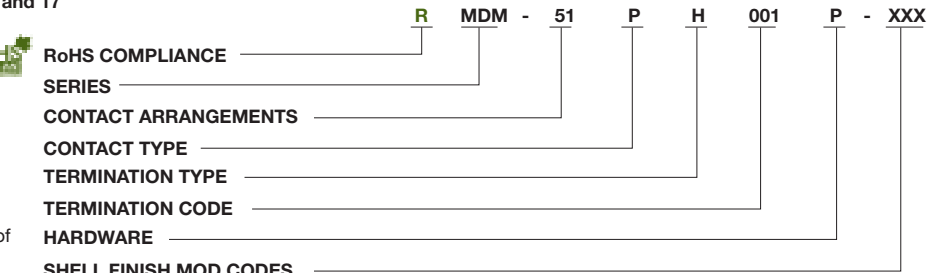 and 17
R MDM - 51 P H 001 P - XXX
RoHS COMPLIANCE
SERIES
CONTACT ARRANGEMENTS
CONTACT TYPE
TERMINATION TYPE
TERMINATION CODE
of
HARDWARE
SHELL FINISH MOD CODES